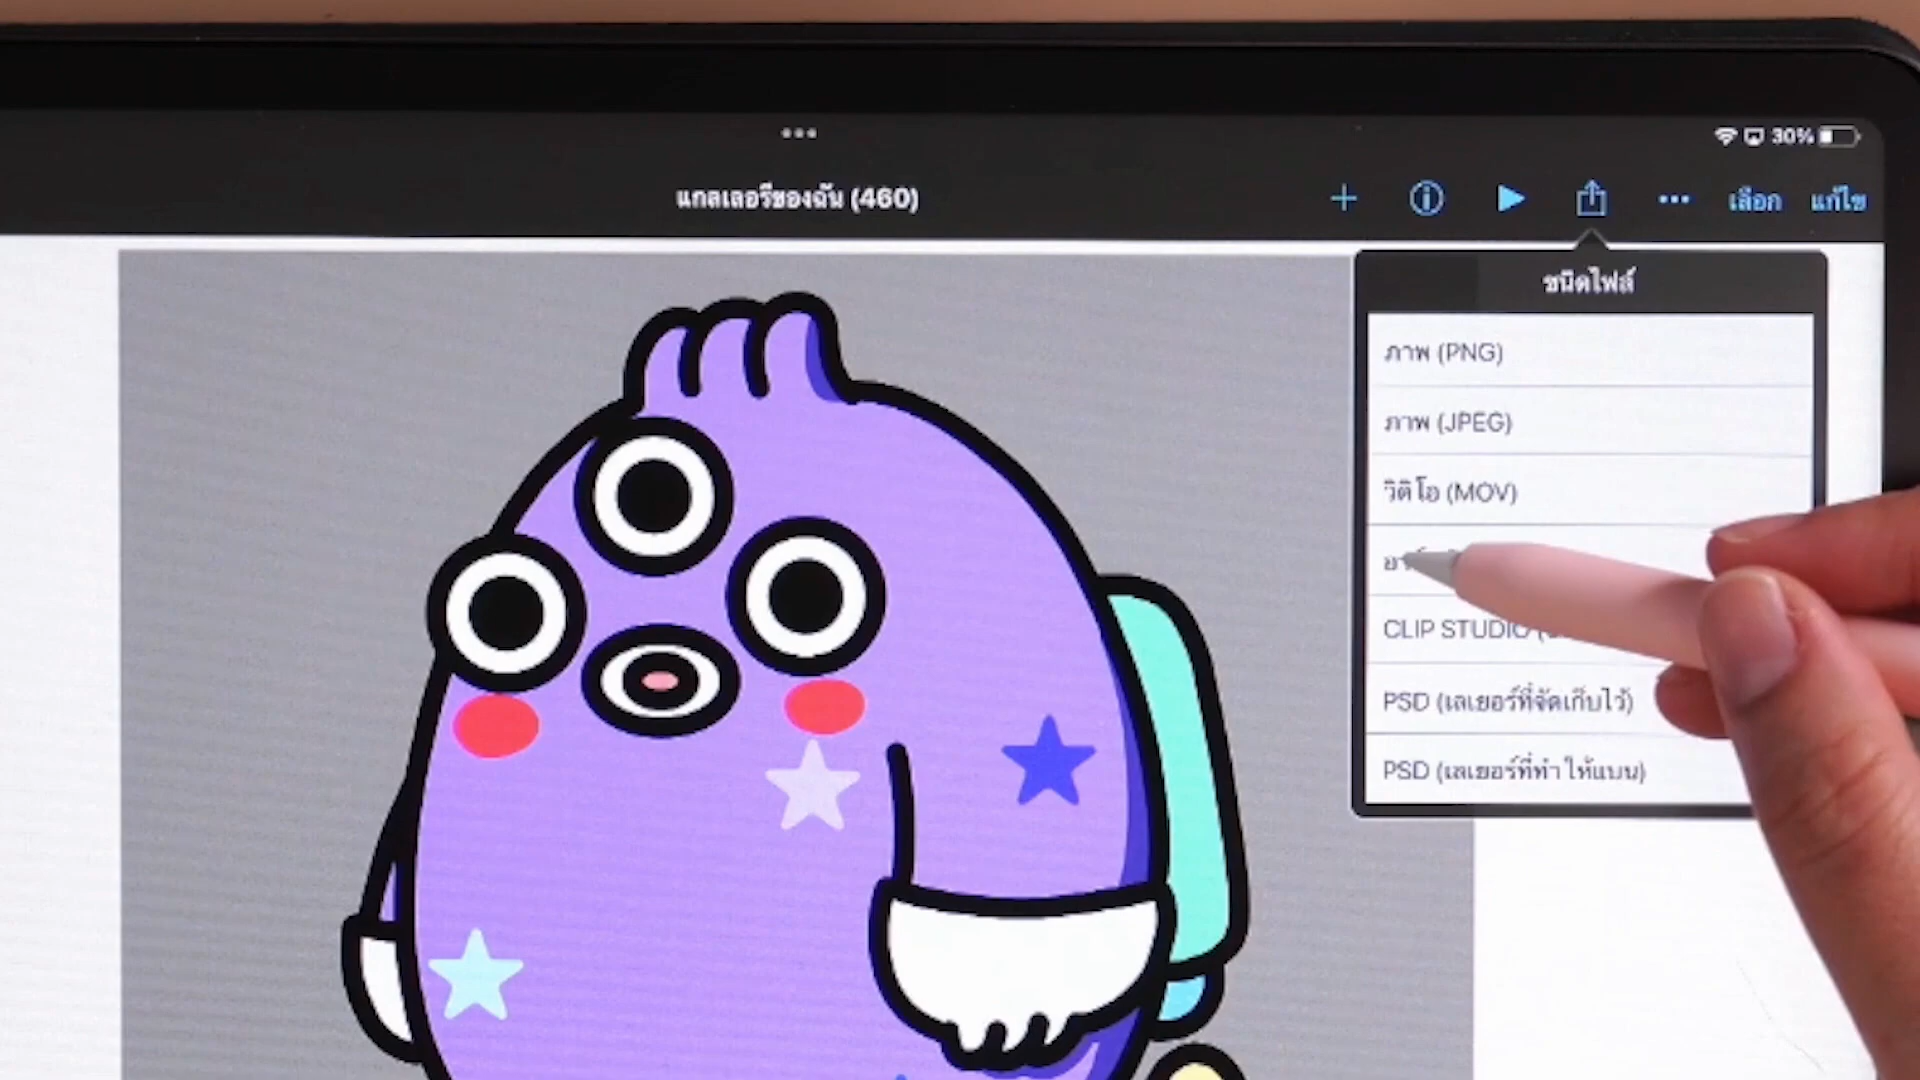 30%
แกลเลอรีของฉัน (460)
เลือก แก้ไข
ชนิดไฟล์
ภาพ (PNG)
ภาพ (JPEG)
วิดิโอ (MOV)
CLIP STUDIO
PSD (เลเยอร์ที่จัดเก็บไว้)
PSD (เลเยอร์ที่ทำให้แบน)